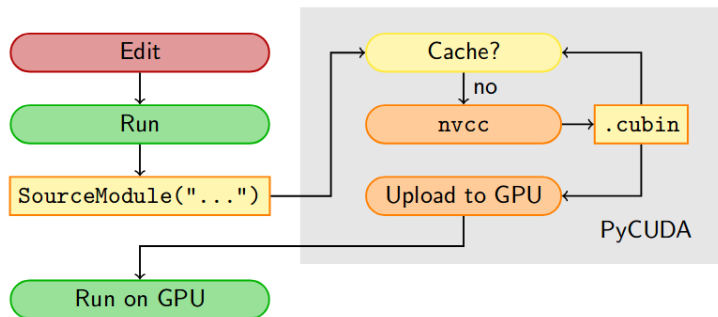 Edit
Run
SourceModule("...")
Run on GPU
Cache?
no
nvcc
.cubin
Upload to GPU
PyCUDA